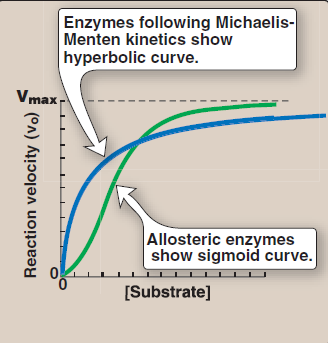 Enzymes following Michaelis-
Menten kinetics show
hyperbolic curve.
Vmax
Reaction velocity (vo)
Allosteric enzymes
show sigmoid curve.
0
0
[Substrate]